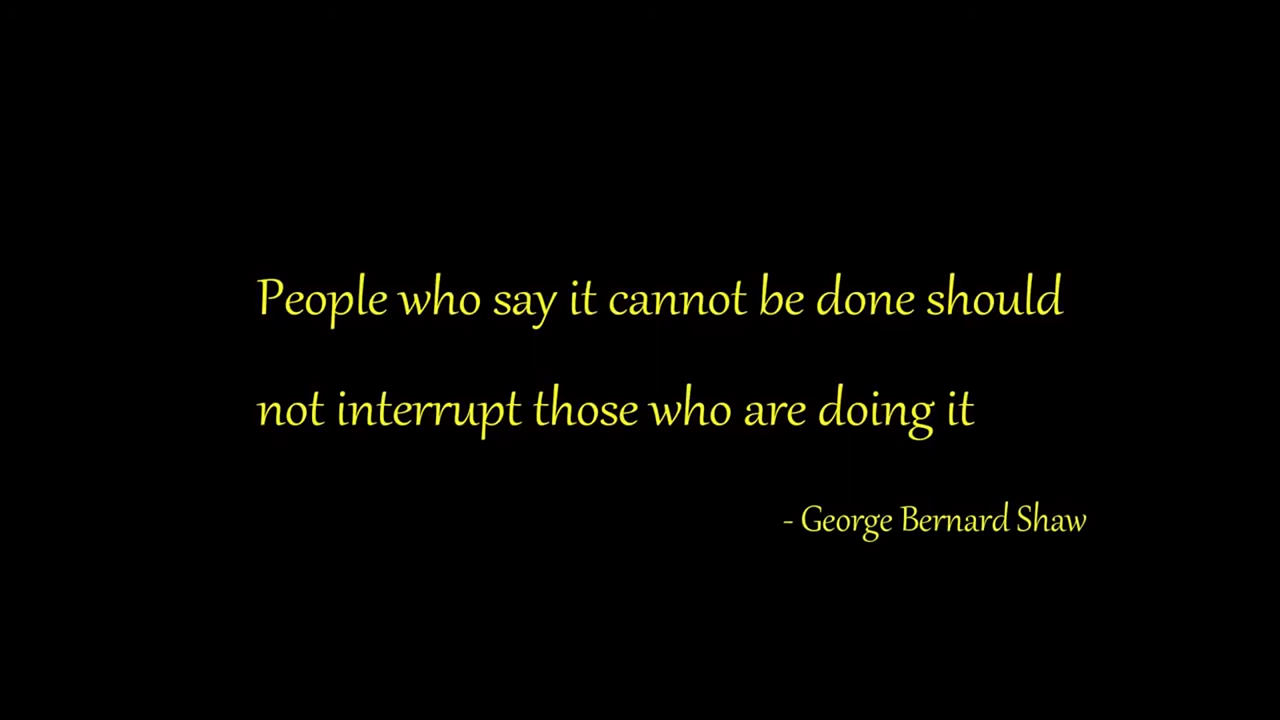 People who say it cannot be done should
not interrupt those who are doing it
- George Bernard Shaw